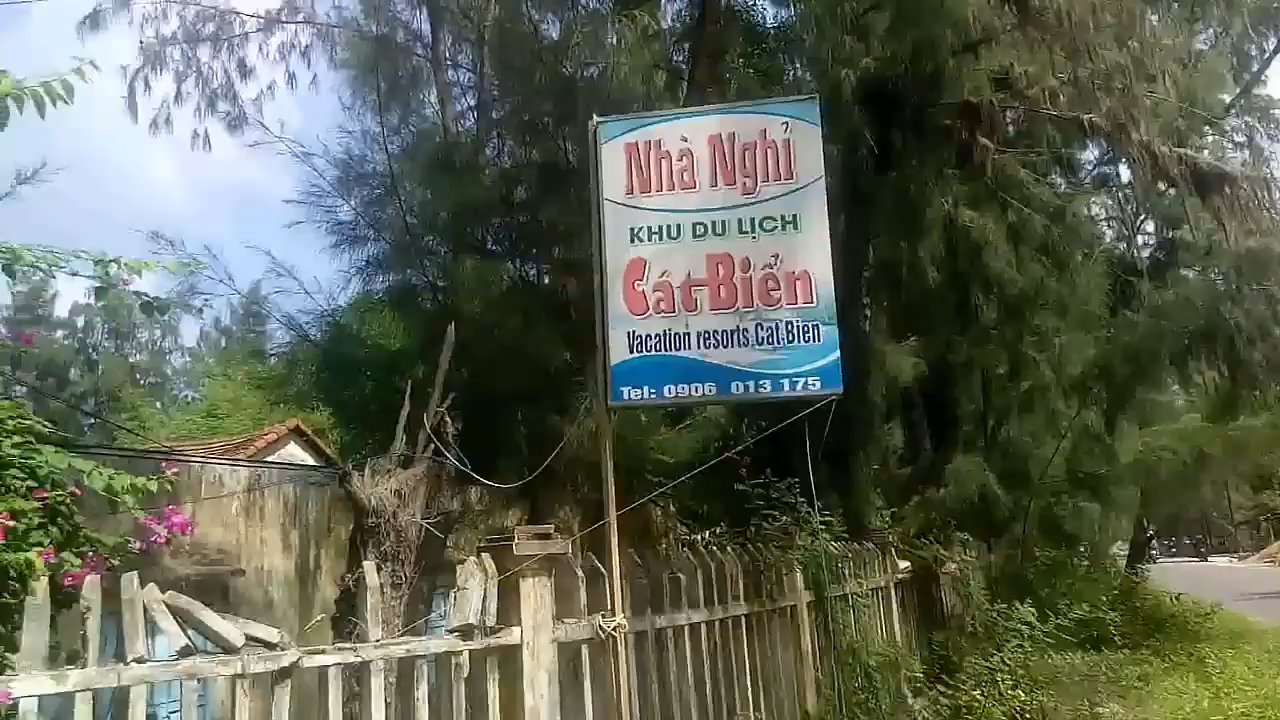 Nhà Nghỉ
KHU DU LỊCH
Cát Biển
Vacation resorts Cat Bien
Tel: 0906 013 175